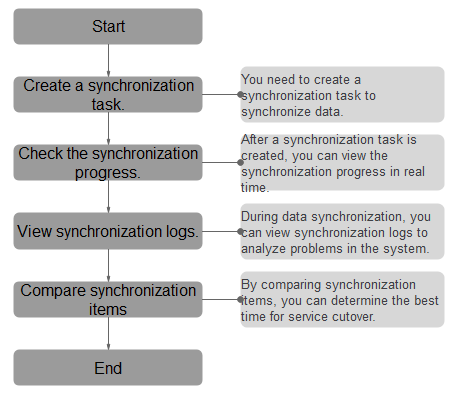 Start
Create a synchronization
task.
You need to create a
synchronization task to
synchronize data.
Check the synchronization
progress.
After a synchronization task is
created, you can view the
synchronization progress in real
time.
View synchronization logs.
During data synchronization, you
can view synchronization logs to
analyze problems in the system.
Compare synchronization
items
By comparing synchronization
items, you can determine the best
time for service cutover.
End